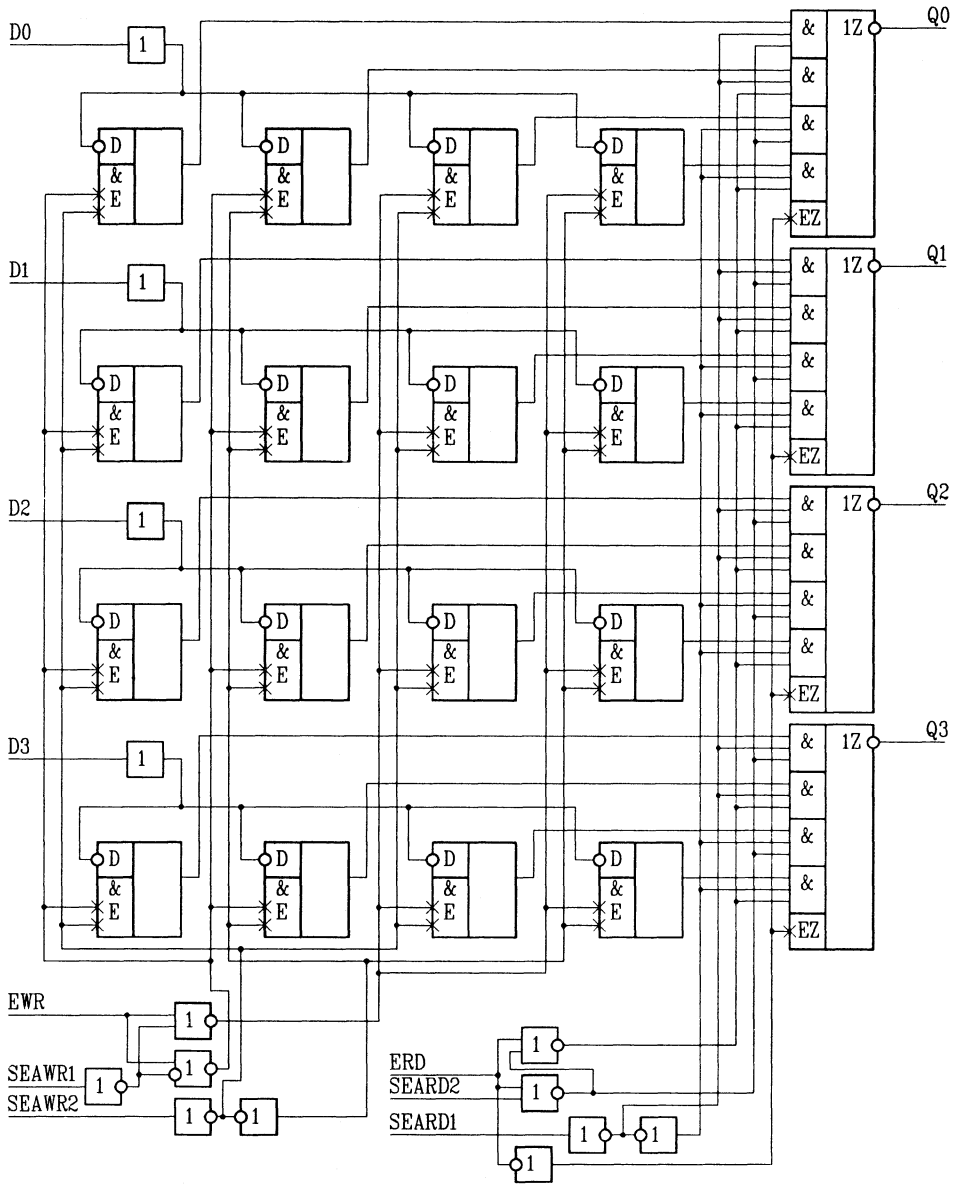 D0 1 & 1Z Q0
&
D D D D &
& & & & &
E E E E
EZ
D1 1 & 1Z Q1
&
D D D D &
& & & & &
E E E E
EZ
D2 1 & 1Z Q2
&
D D D D &
& & & & &
E E E E
EZ
D3 1 & 1Z Q3
&
D D D D &
& & & & &
E E E E
EZ
EWR 1
1
SEAWR1 1
SEAWR2 1 1
1
ERD
SEARD2 1
SEARD1 1 1
1